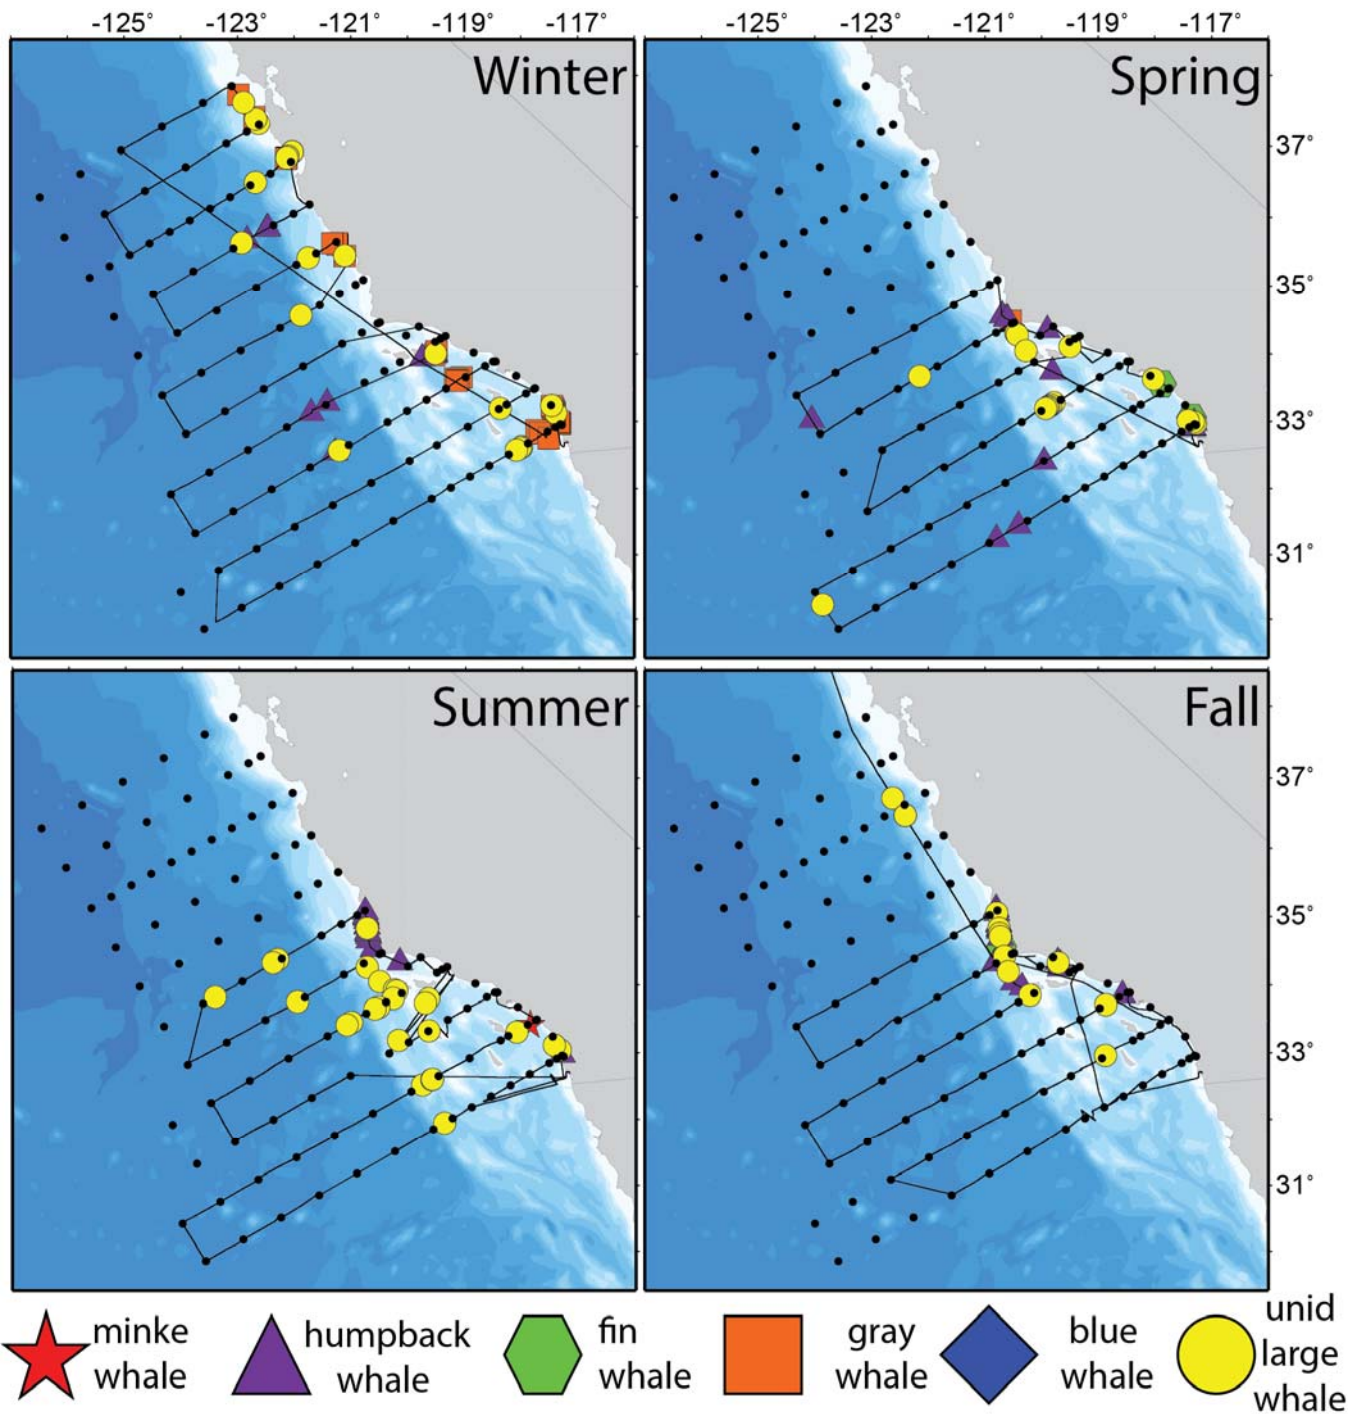 -125° -123° -121° -119° -117° -125° -123° -121° -119° -117°
Winter
Spring
37°
35°
33°
31°
Summer
Fall
37°
35°
33°
31°
minke
whale
humpback
whale
fin
whale
gray
whale
blue
whale
unid
large
whale